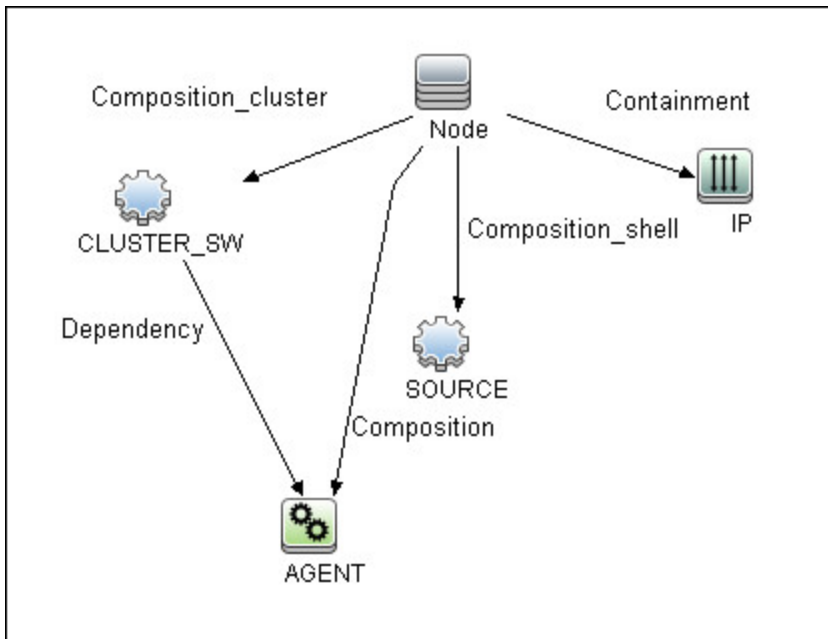 Composition_cluster
Containment
Node
IP
CLUSTER_SW
Composition_shell
Dependency
SOURCE
Composition
AGENT